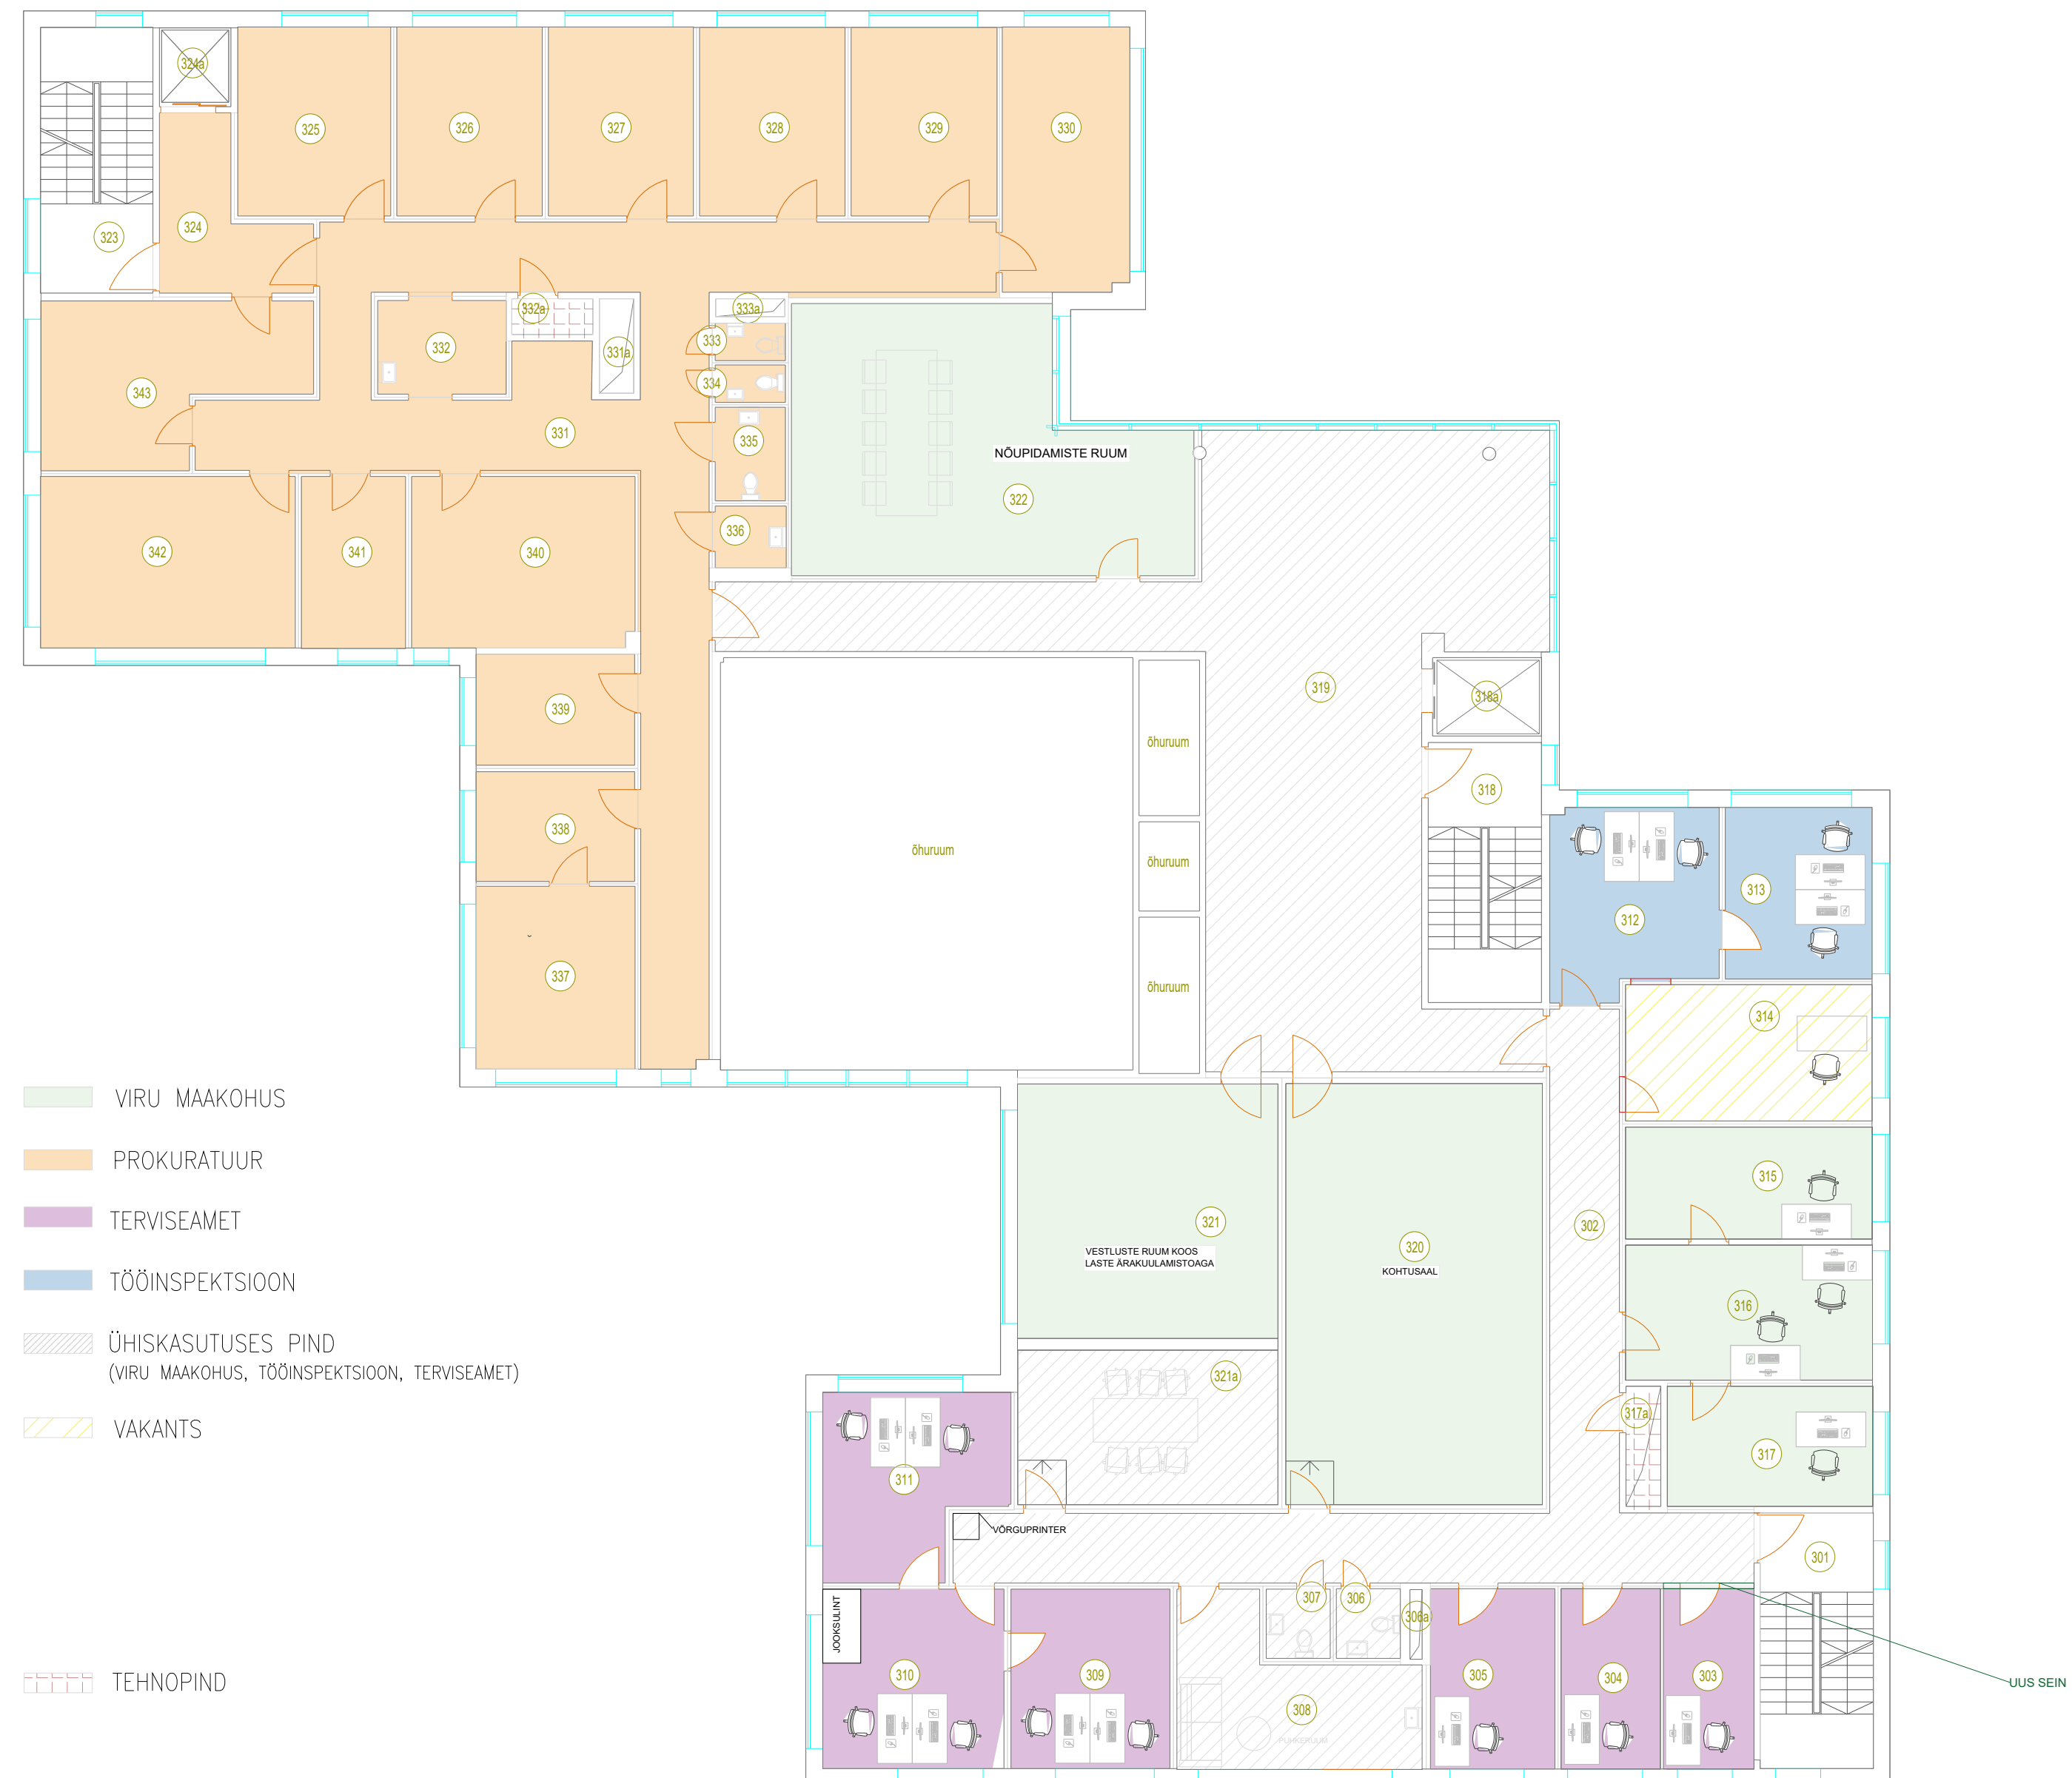 324a
325
326
327
328
329
330
323
324
332a
333a
332
331a
333
334
343
331
335
NÕUPIDAMISTE RUUM
322
336
342
341
340
339
319
318a
õhuruum
318
338
õhuruum
õhuruum
312
313
337
õhuruum
314
VIRU MAAKOHUS
PROKURATUUR
TERVISEAMET
TÖÖINSPEKTSIOON
ÜHISKASUTUSES PIND
(VIRU MAAKOHUS, TÖÖINSPEKTSIOON, TERVISEAMET)
VAKANTS
TEHNOPIND
315
321
302
VESTLUSTE RUUM KOOS
LASTE ÄRAKUULAMISTOAGA
320
KOHTUSAAL
316
321a
317a
317
311
VÕRGUPRINTER
301
JOOKSULINT
307
306
306a
310
309
308
PUHKERUUM
305
304
303
UUS SEIN